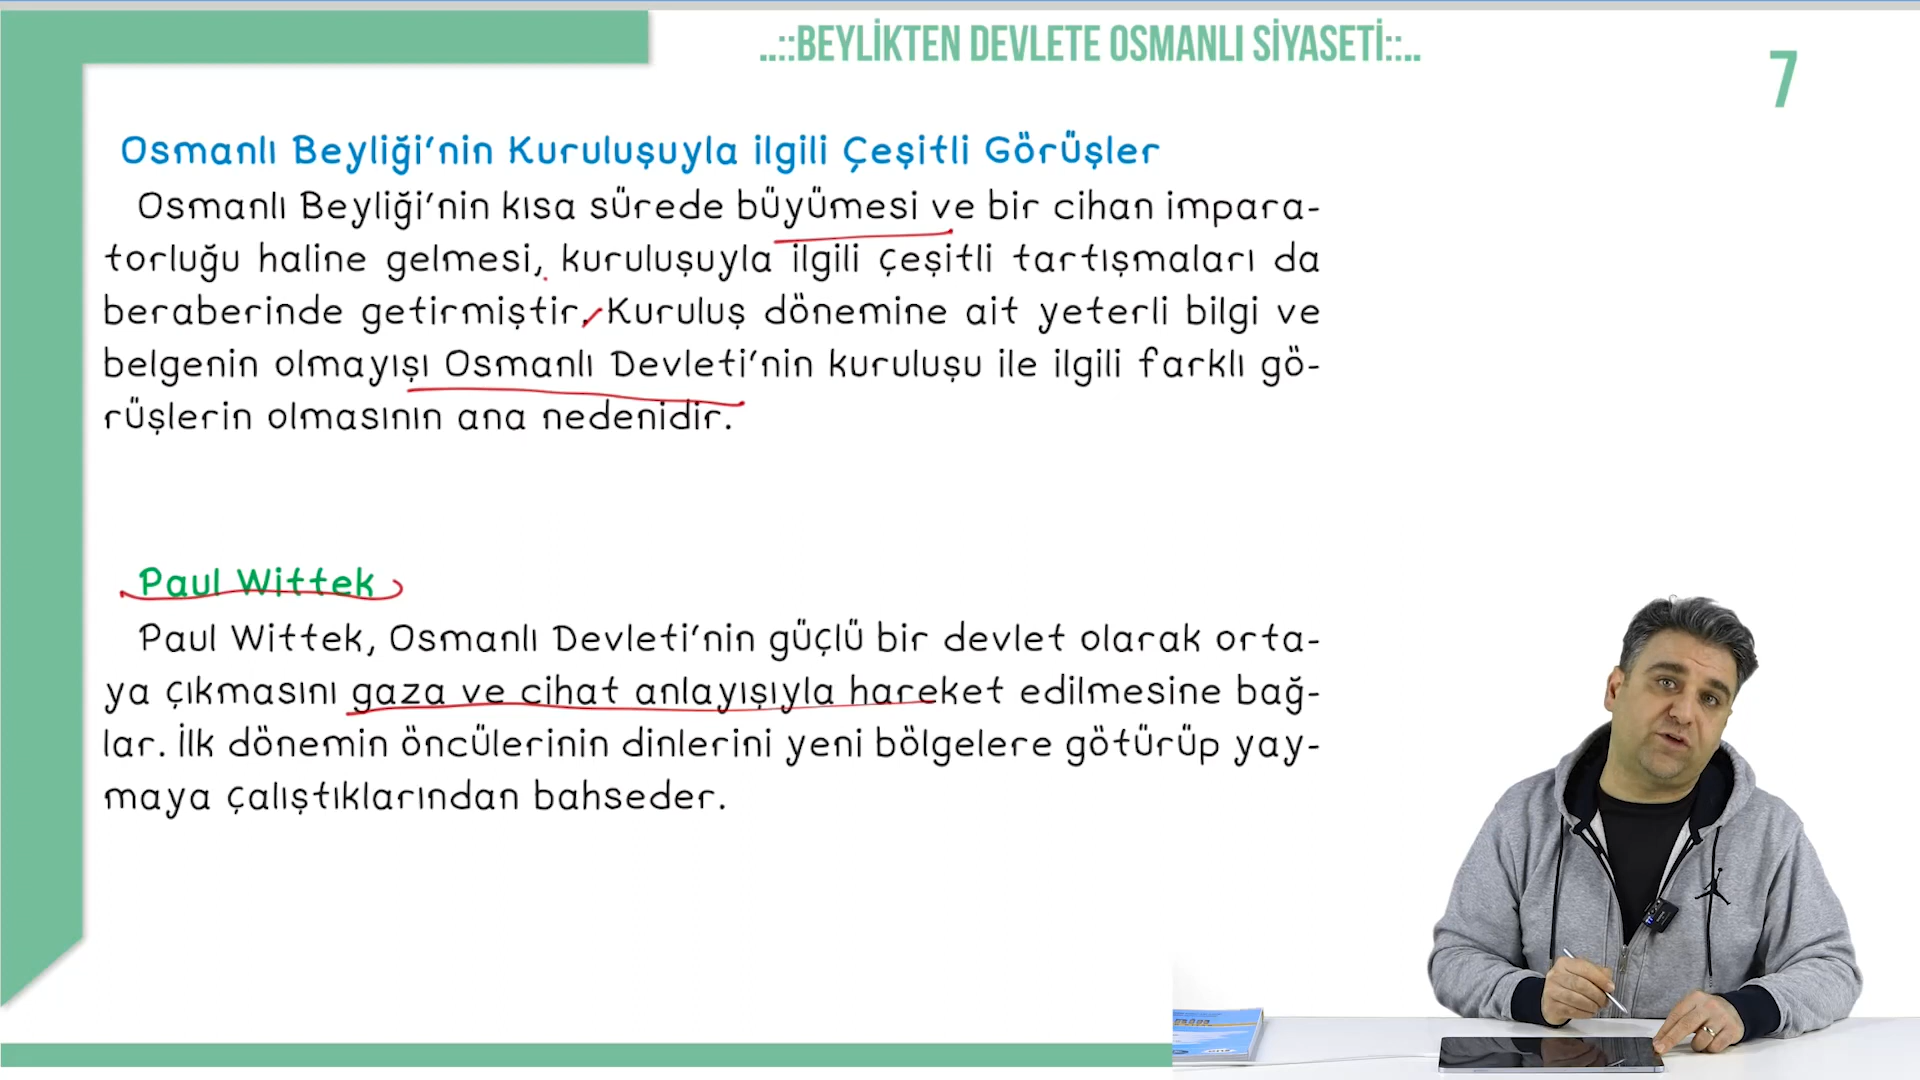 ..::BEYLİKTEN DEVLETE OSMANLI SİYASETİ::..
7
Osmanlı Beyliği'nin Kuruluşuyla ilgili Çeşitli Görüşler
Osmanlı Beyliği'nin kısa sürede büyümesi ve bir cihan impara-
torluğu haline gelmesi, kuruluşuyla ilgili çeşitli tartışmaları da
beraberinde getirmiştir. Kuruluş dönemine ait yeterli bilgi ve
belgenin olmayışı Osmanlı Devleti'nin kuruluşu ile ilgili farklı gö-
rüşlerin olmasının ana nedenidir.
Paul Wittek
Paul Wittek, Osmanlı Devleti'nin güçlü bir devlet olarak orta-
ya çıkmasını gaza ve cihat anlayışıyla hareket edilmesine bağ-
lar. İlk dönemin öncülerinin dinlerini yeni bölgelere götürüp yay-
maya çalıştıklarından bahseder.